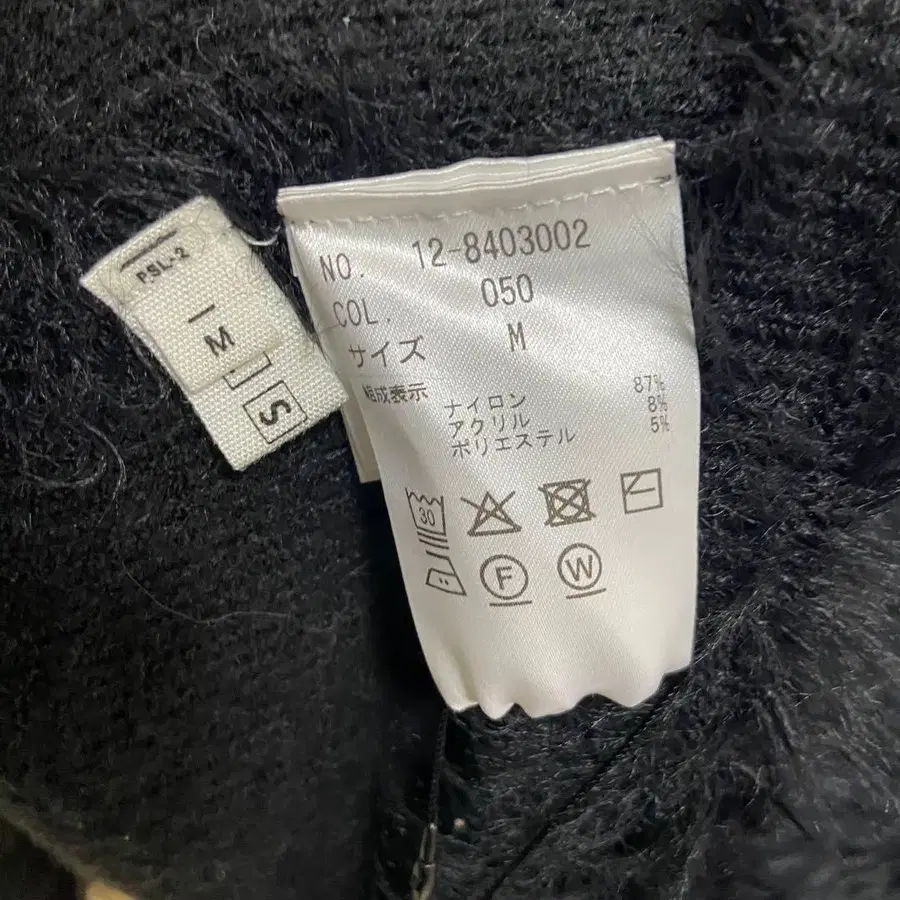 PSL-2
M
S
NO. 12-8403002
COL. 050
サイズ M
組成表示
ナイロン 87%
アクリル 8%
ポリエステル 5%
30
F W